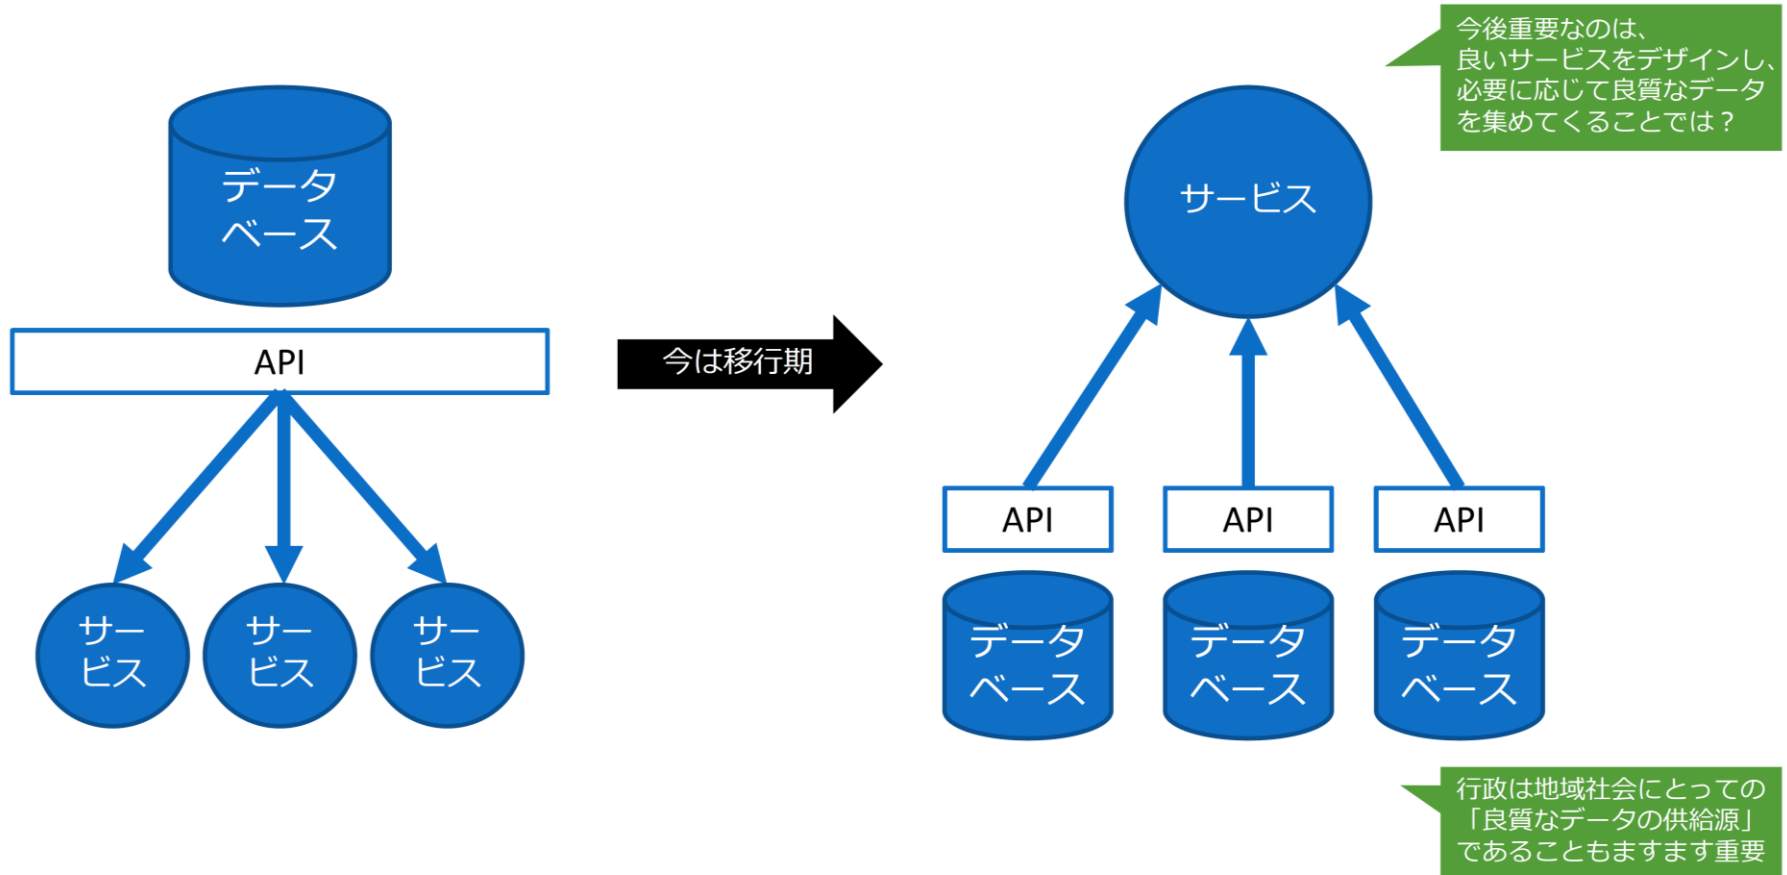 データ
ベース
API
サー
ビス
サー
ビス
サー
ビス
今は移行期
今後重要なのは、
良いサービスをデザインし、
必要に応じて良質なデータ
を集めてくることでは？
サービス
API
API
API
データ
ベース
データ
ベース
データ
ベース
行政は地域社会にとっての
「良質なデータの供給源」
であることもますます重要